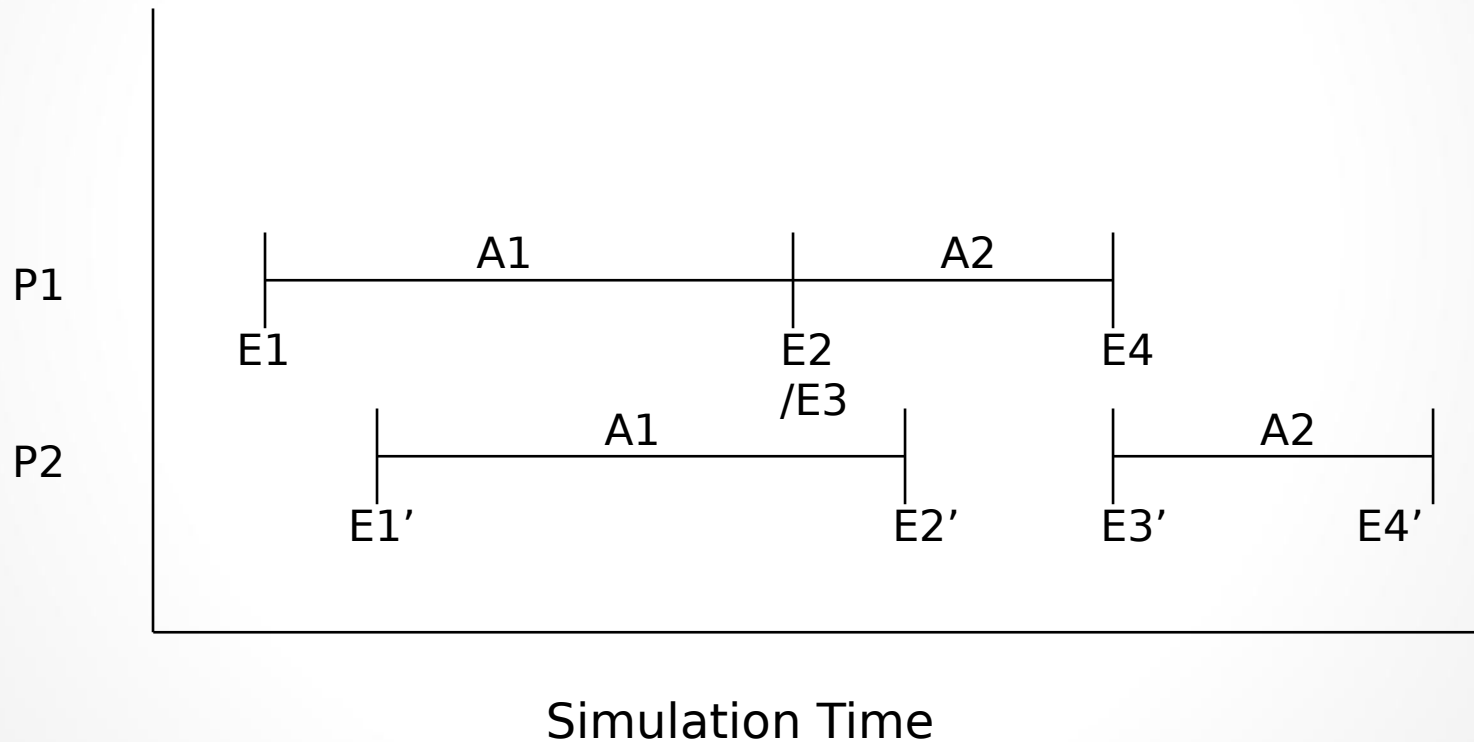 A1
A2
P1
E1
E2
/E3
E4
A1
A2
P2
E1’
E2’
E3’
E4’
Simulation Time